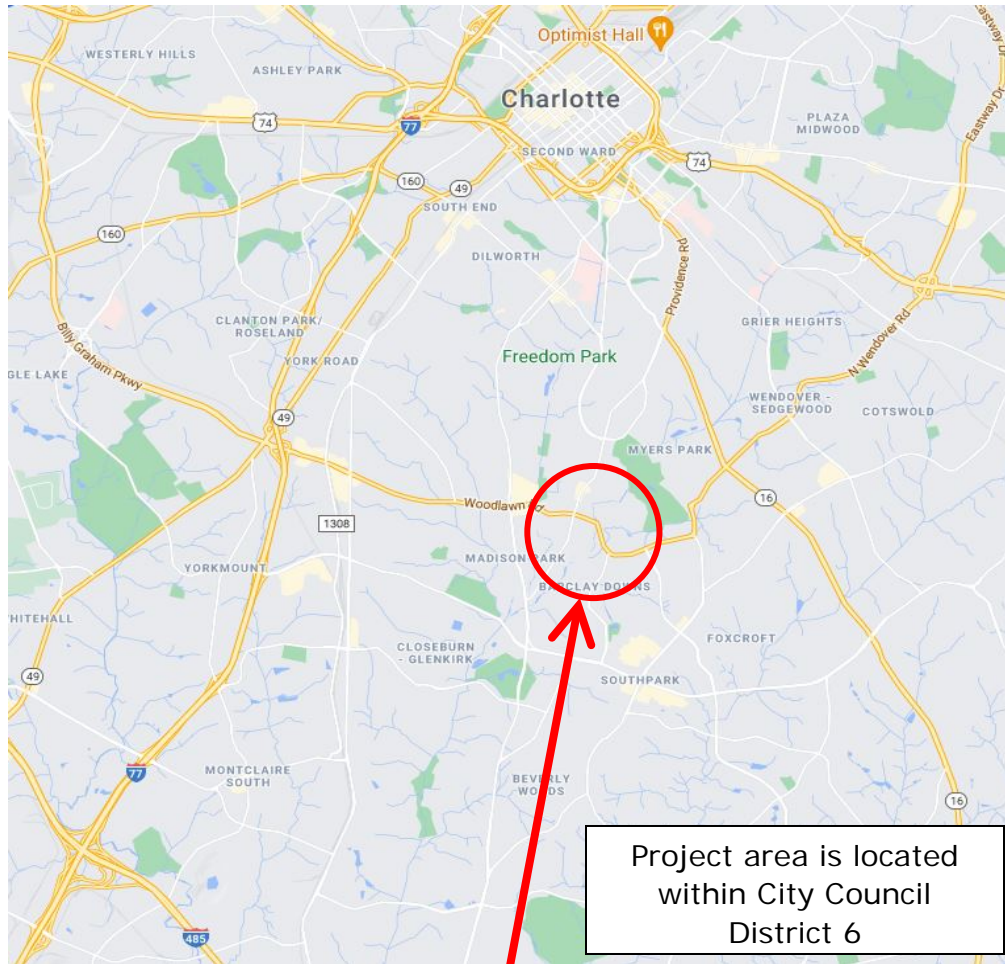 Optimist Hall
WESTERLY HILLS
ASHLEY PARK
Eastway Dr
Eastway Dr
Charlotte
74
77
PLAZA
MIDWOOD
SECOND WARD
74
160
49
SOUTH END
160
DILWORTH
Providence Rd
CLANTON PARK/
ROSELAND
GRIER HEIGHTS
Billy Graham Pkwy
YORK ROAD
Freedom Park
N Wendover Rd
GLE LAKE
WENDOVER -
SEDGEWOOD
COTSWOLD
49
MYERS PARK
16
Woodlawn Rd
1308
MADISON PARK
YORKMOUNT
BARCLAY DOWNS
WHITEHALL
FOXCROFT
CLOSEBURN
- GLENKIRK
49
SOUTHPARK
77
MONTCLAIRE
SOUTH
BEVERLY
WOODS
16
Project area is located
within City Council
District 6
485